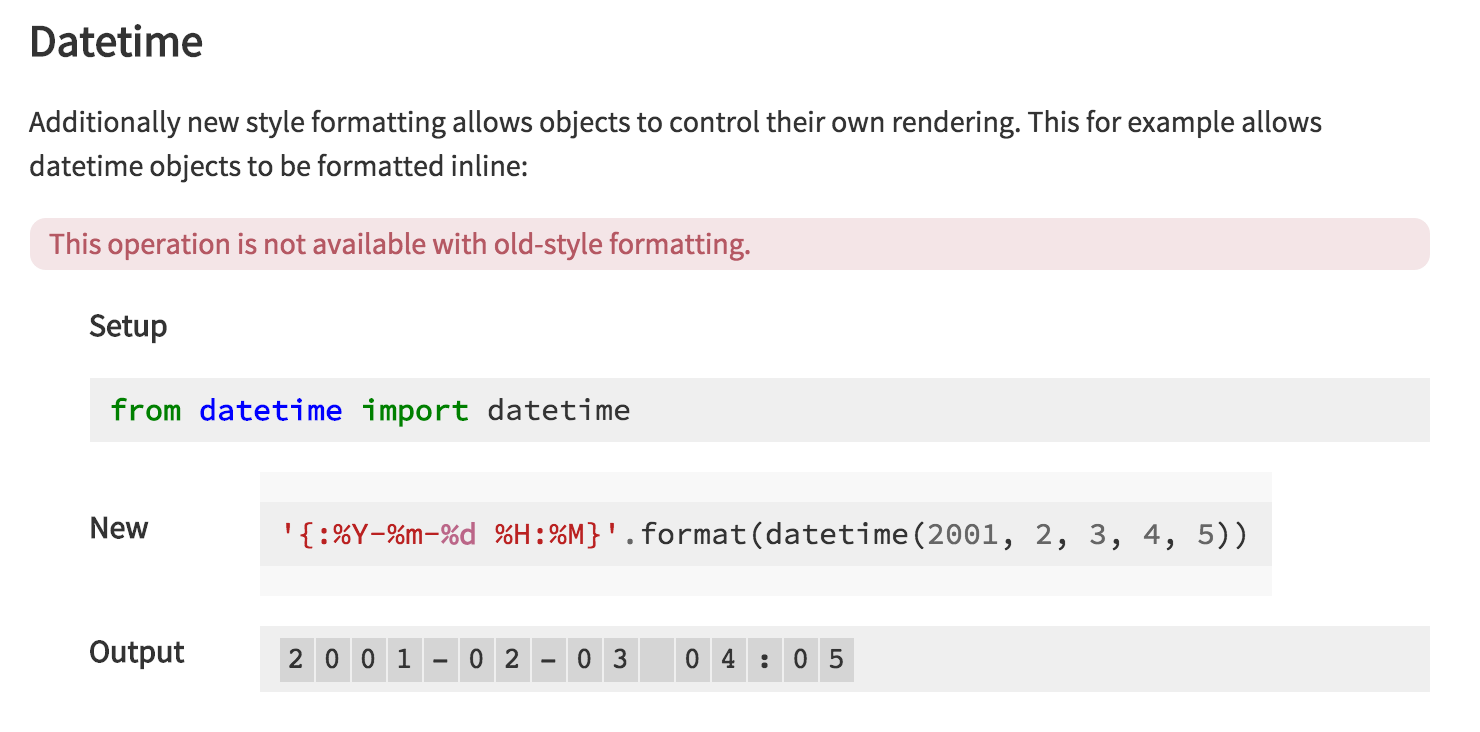 Datetime
Additionally new style formatting allows objects to control their own rendering. This for example allows
datetime objects to be formatted inline:
This operation is not available with old-style formatting.
Setup
from datetime import datetime
New
'{:%Y-%m-%d %H:%M}'.format(datetime(2001, 2, 3, 4, 5))
Output
2001-02-03 04:05